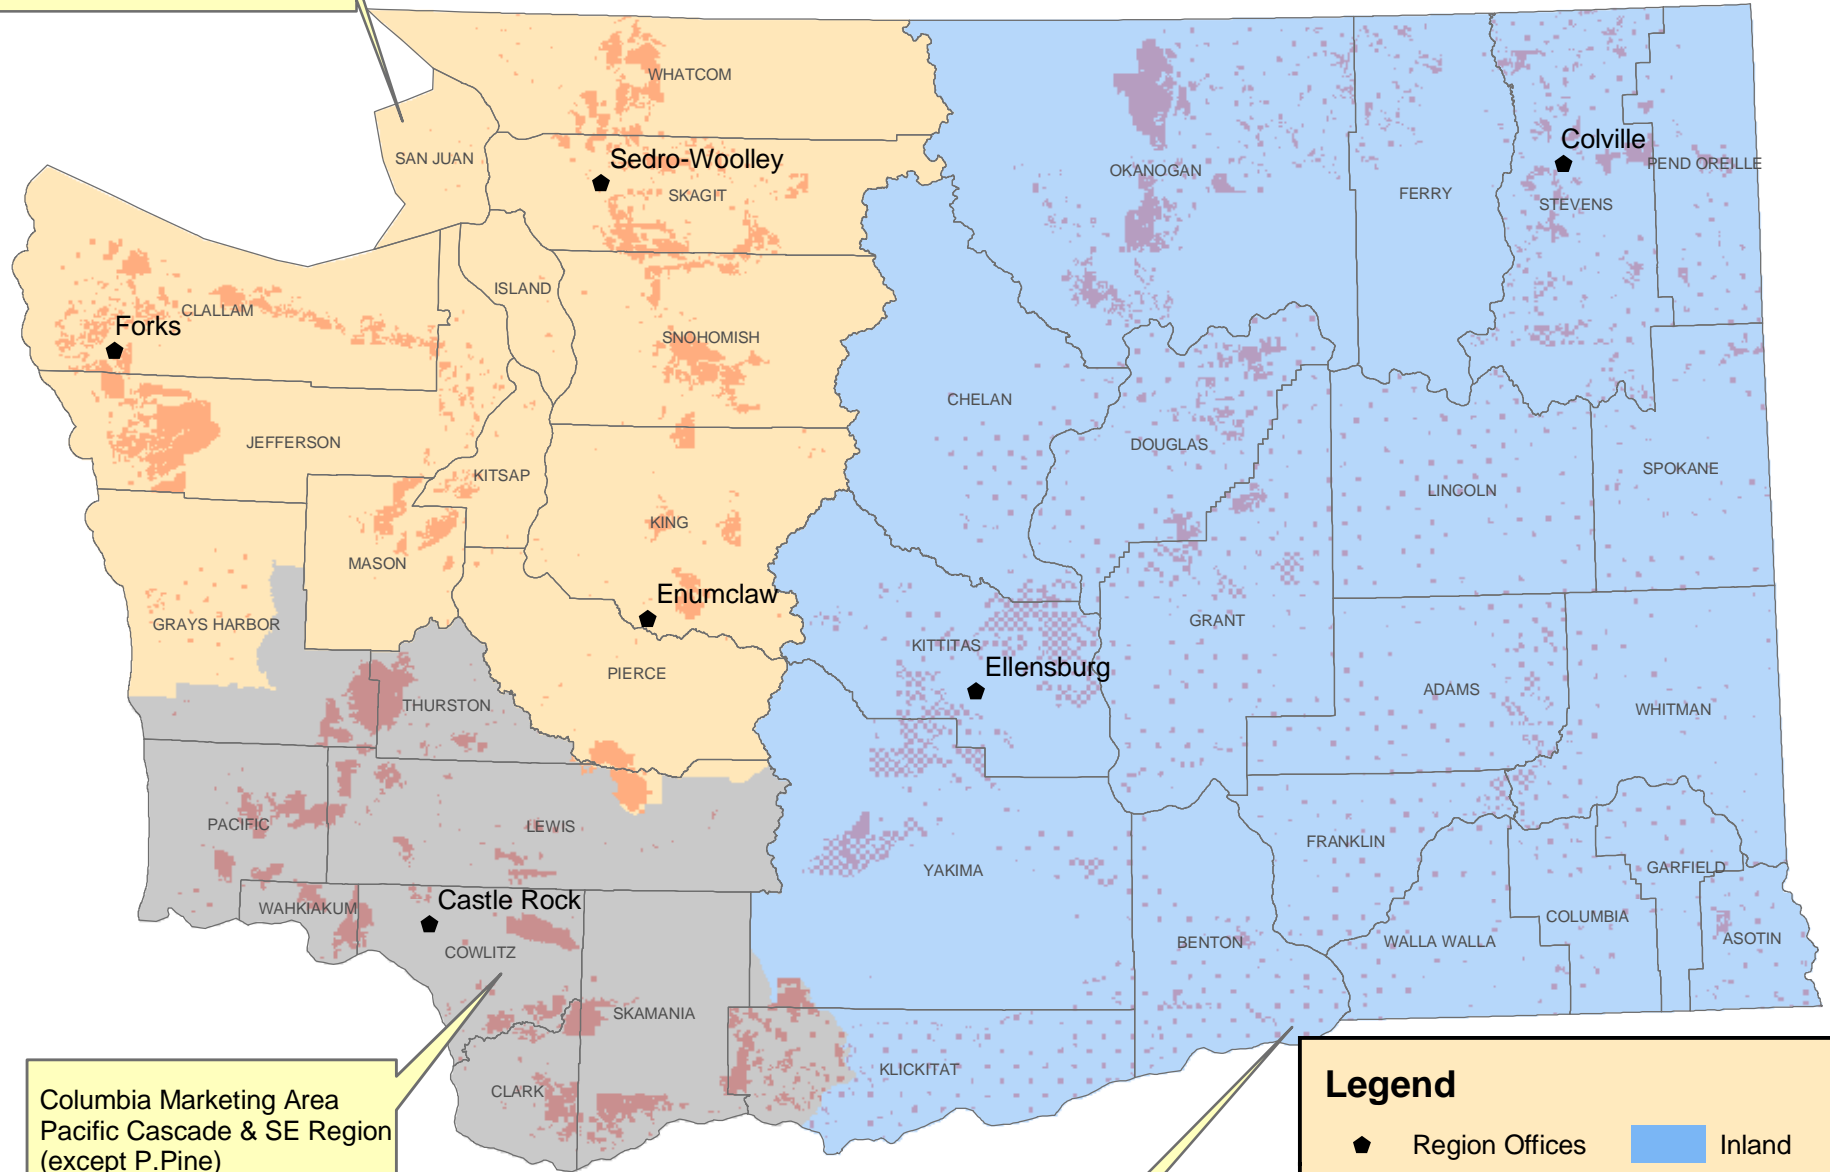 WHATCOM
SAN JUAN
Sedro-Woolley
SKAGIT
OKANOGAN
FERRY
Colville
PEND OREILLE
STEVENS
ISLAND
CLALLAM
Forks
SNOHOMISH
CHELAN
JEFFERSON
DOUGLAS
KITSAP
LINCOLN
SPOKANE
KING
MASON
Enumclaw
GRAYS HARBOR
GRANT
KITTITAS
Ellensburg
PIERCE
ADAMS
THURSTON
WHITMAN
PACIFIC
LEWIS
FRANKLIN
YAKIMA
GARFIELD
Castle Rock
WAHKIAKUM
COWLITZ
BENTON
WALLA WALLA
COLUMBIA
ASOTIN
SKAMANIA
KLICKITAT
CLARK
Columbia Marketing Area
Pacific Cascade & SE Region
(except P.Pine)
Legend
Region Offices
Inland